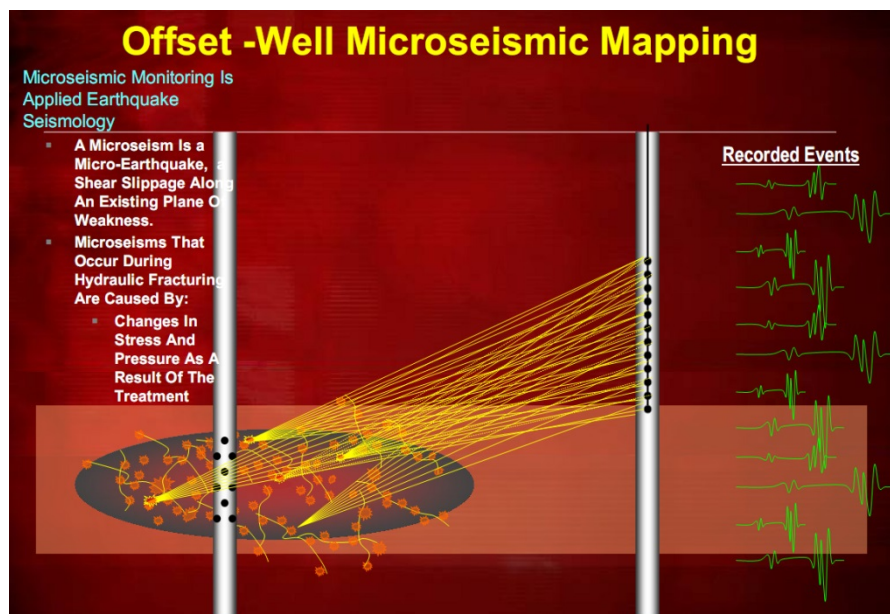 Offset -Well Microseismic Mapping
Microseismic Monitoring Is
Applied Earthquake
Seismology
A Microseism Is a
Micro-Earthquake, a
Shear Slippage Along
An Existing Plane Of
Weakness.
Microseisms That
Occur During
Hydraulic Fracturing
Are Caused By:
Changes In
Stress And
Pressure As A
Result Of The
Treatment
Recorded Events